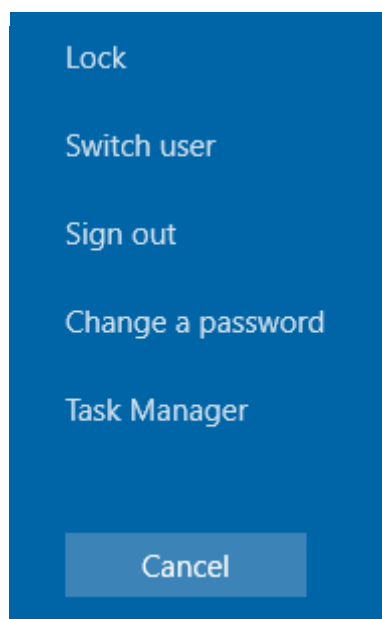 Lock
Switch user
Sign out
Change a password
Task Manager
Cancel